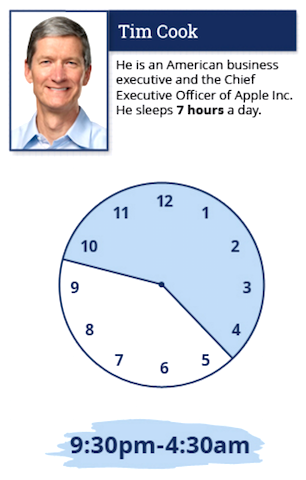 Tim Cook
He is an American business
executive and the Chief
Executive Officer of Apple Inc.
He sleeps 7 hours a day.
12
11
1
10
2
9
3
8
4
7
5
6
9:30pm-4:30am